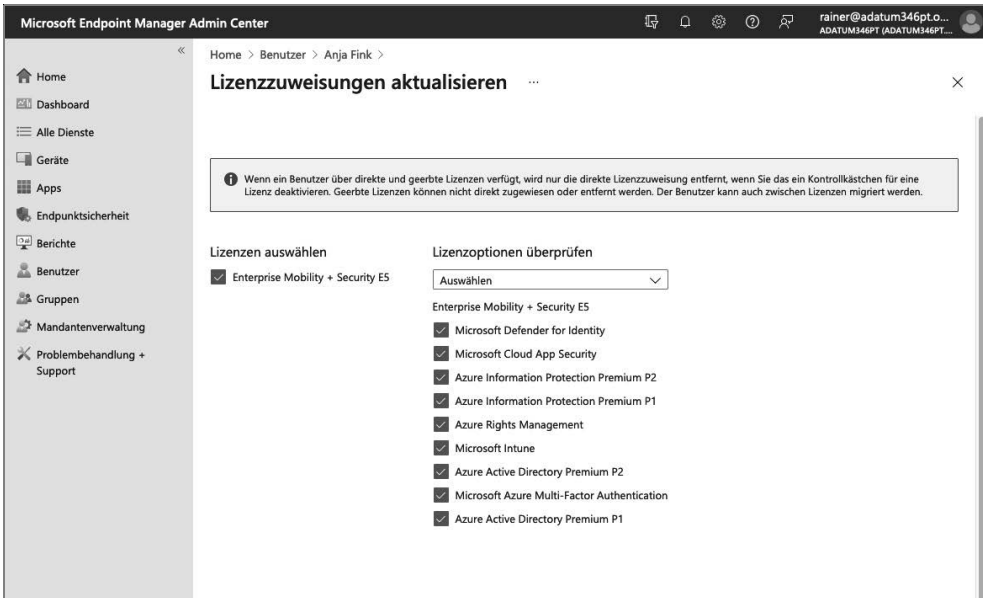 Microsoft Endpoint Manager Admin Center
rainer@adatum346pt.o...
ADATUM346PT (ADATUM346PT....
«
Home > Benutzer > Anja Fink >
Lizenzzuweisungen aktualisieren ...
Home
Dashboard
Alle Dienste
Geräte
Apps
Endpunktsicherheit
Berichte
Benutzer
Gruppen
Mandantenverwaltung
Problembehandlung +
Support
Wenn ein Benutzer über direkte und geerbte Lizenzen verfügt, wird nur die direkte Lizenzzuweisung entfernt, wenn Sie das ein Kontrollkästchen für eine
Lizenz deaktivieren. Geerbte Lizenzen können nicht direkt zugewiesen oder entfernt werden. Der Benutzer kann auch zwischen Lizenzen migriert werden.
Lizenzen auswählen
Enterprise Mobility + Security E5
Lizenzoptionen überprüfen
Auswählen
Enterprise Mobility + Security E5
Microsoft Defender for Identity
Microsoft Cloud App Security
Azure Information Protection Premium P2
Azure Information Protection Premium P1
Azure Rights Management
Microsoft Intune
Azure Active Directory Premium P2
Microsoft Azure Multi-Factor Authentication
Azure Active Directory Premium P1